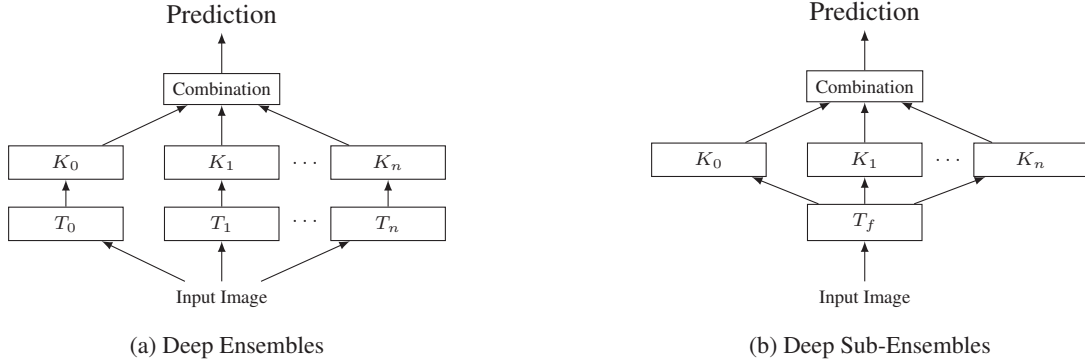 Prediction
Combination
K₀ K₁ ··· Kₙ
T₀ T₁ ··· Tₙ
Input Image
(a) Deep Ensembles
Prediction
Combination
K₀ K₁ ··· Kₙ
T_f
Input Image
(b) Deep Sub-Ensembles